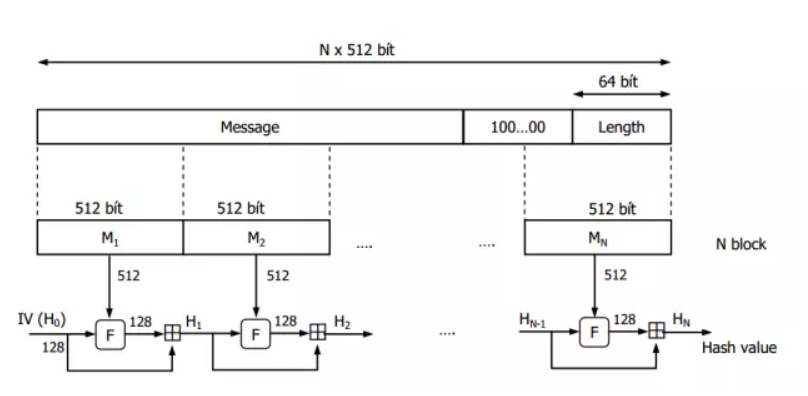 N x 512 bít
64 bít
Message 100...00 Length
512 bít 512 bít 512 bít
M1 M2 .... .... MN N block
512 512 512
IV (H0) 128 H1 128 H2 HN-1 128 HN
F F .... F
128 Hash value